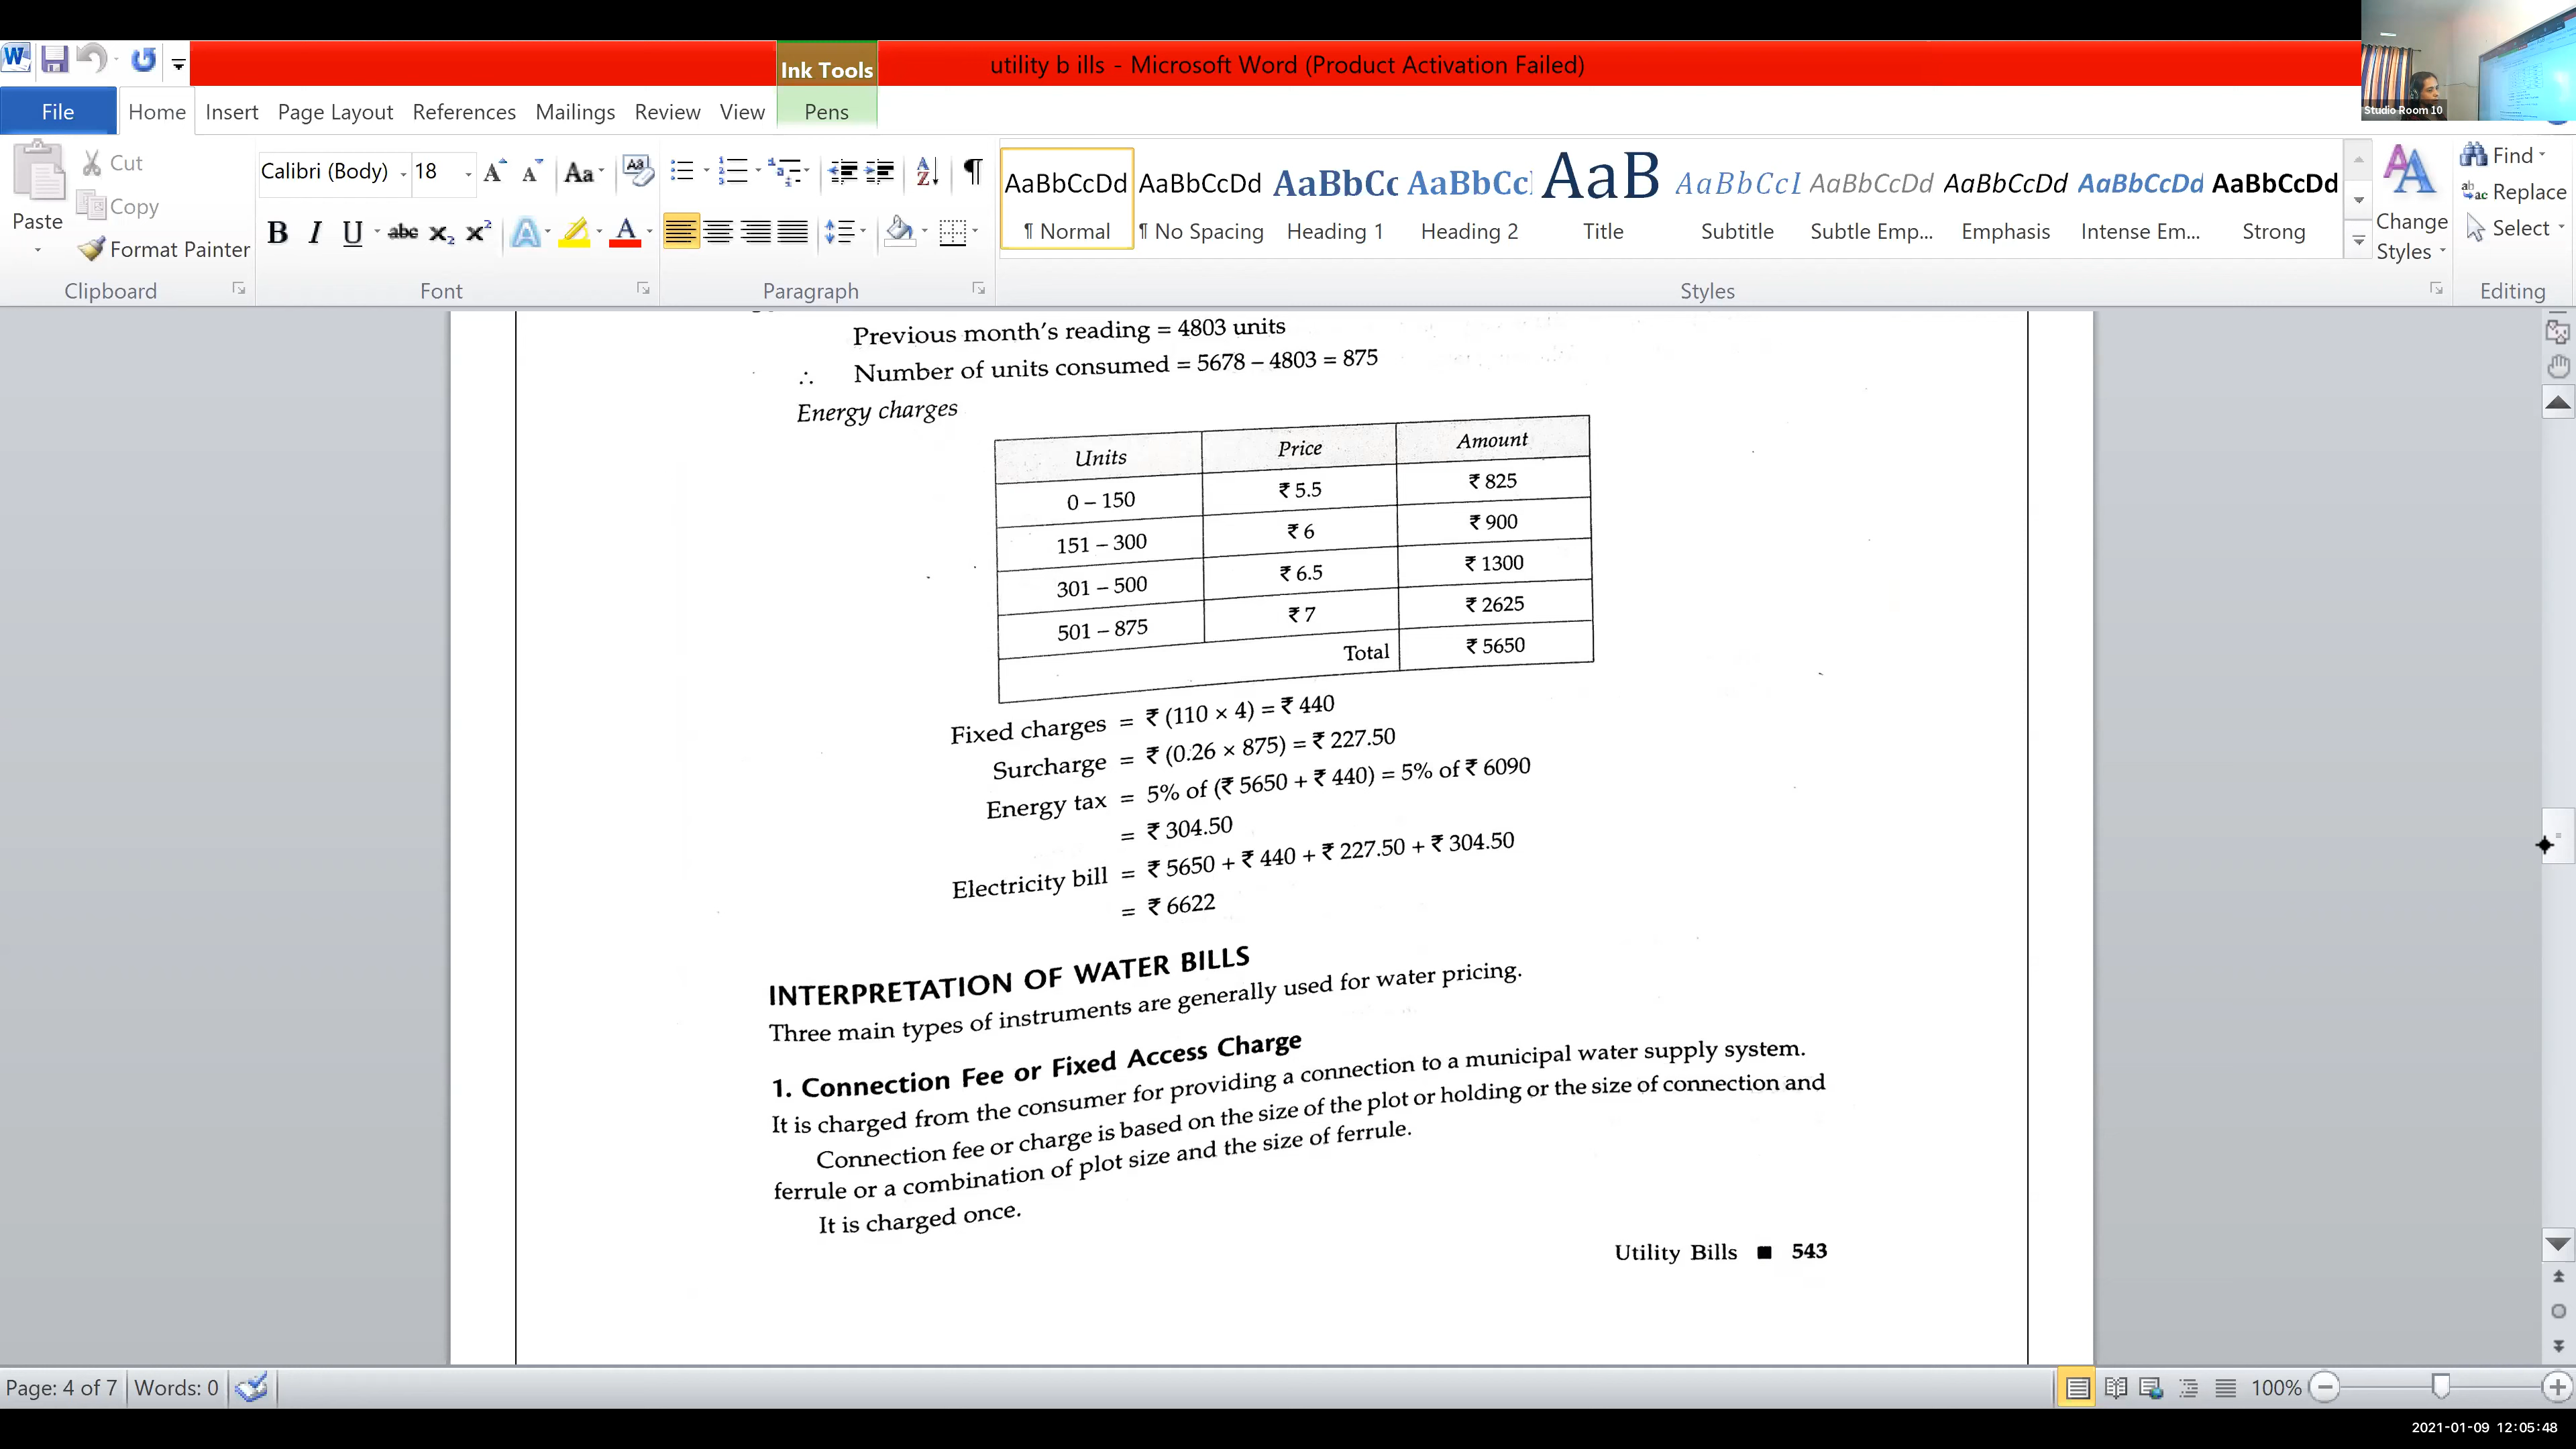 Ink Tools
utility b ills - Microsoft Word (Product Activation Failed)
Studio Room 10
File Home Insert Page Layout References Mailings Review View Pens
Paste
Cut
Copy
Format Painter
Clipboard
Calibri (Body) 18
Font
Paragraph
AaBbCcDd AaBbCcDd AaBbCc AaBbCc AaB AaBbCcI AaBbCcDd AaBbCcDd AaBbCcDd AaBbCcDd
¶ Normal ¶ No Spacing Heading 1 Heading 2 Title Subtitle Subtle Emp... Emphasis Intense Em... Strong
Styles
Change
Styles
Find
Replace
Select
Editing
Previous month's reading = 4803 units
∴ Number of units consumed = 5678 – 4803 = 875
Energy charges
Units Price Amount
0 – 150 ₹ 5.5 ₹ 825
151 – 300 ₹ 6 ₹ 900
301 – 500 ₹ 6.5 ₹ 1300
501 – 875 ₹ 7 ₹ 2625
Total ₹ 5650
Fixed charges = ₹ (110 × 4) = ₹ 440
Surcharge = ₹ (0.26 × 875) = ₹ 227.50
Energy tax = 5% of (₹ 5650 + ₹ 440) = 5% of ₹ 6090
= ₹ 304.50
Electricity bill = ₹ 5650 + ₹ 440 + ₹ 227.50 + ₹ 304.50
= ₹ 6622
INTERPRETATION OF WATER BILLS
Three main types of instruments are generally used for water pricing.
1. Connection Fee or Fixed Access Charge
It is charged from the consumer for providing a connection to a municipal water supply system.
Connection fee or charge is based on the size of the plot or holding or the size of connection and
ferrule or a combination of plot size and the size of ferrule.
It is charged once.
Utility Bills ■ 543
Page: 4 of 7 Words: 0 100%
2021-01-09 12:05:48